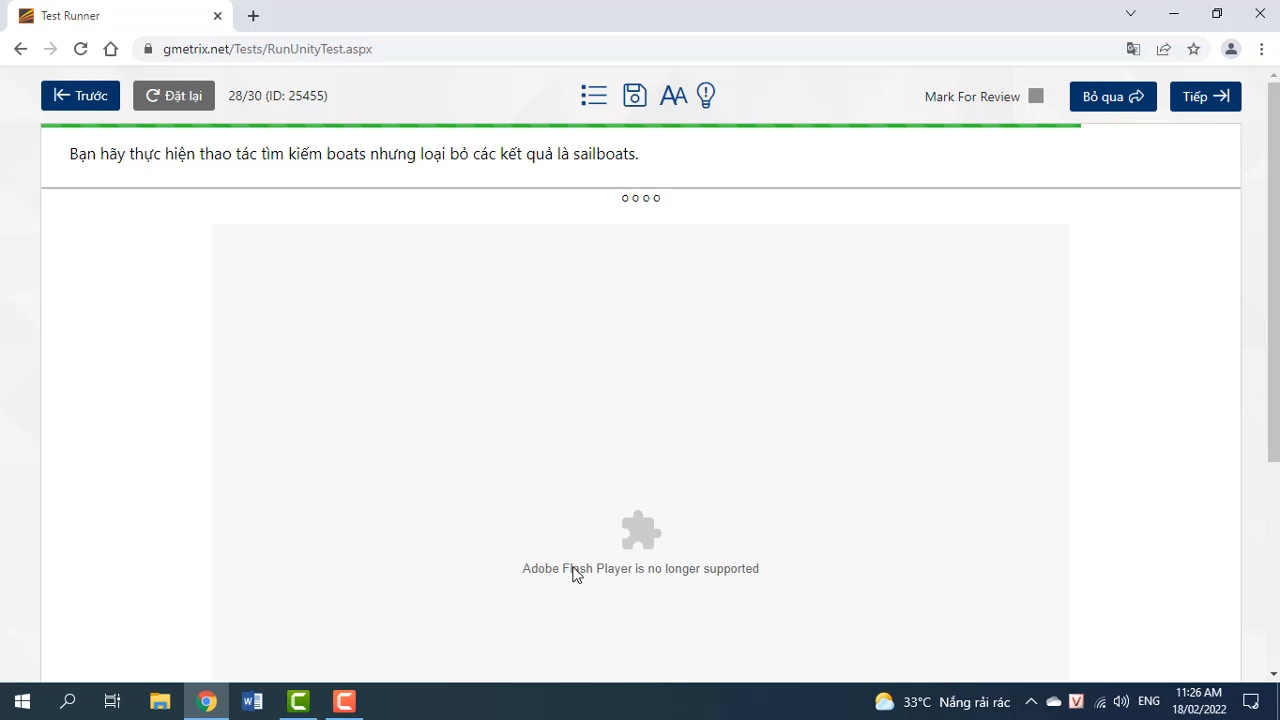 Test Runner
gmetrix.net/Tests/RunUnityTest.aspx
Trước
Đặt lại
28/30 (ID: 25455)
AA
Mark For Review
Bỏ qua
Tiếp
Bạn hãy thực hiện thao tác tìm kiếm boats nhưng loại bỏ các kết quả là sailboats.
Adobe Flash Player is no longer supported
33°C Nắng rải rác
ENG
11:26 AM
18/02/2022